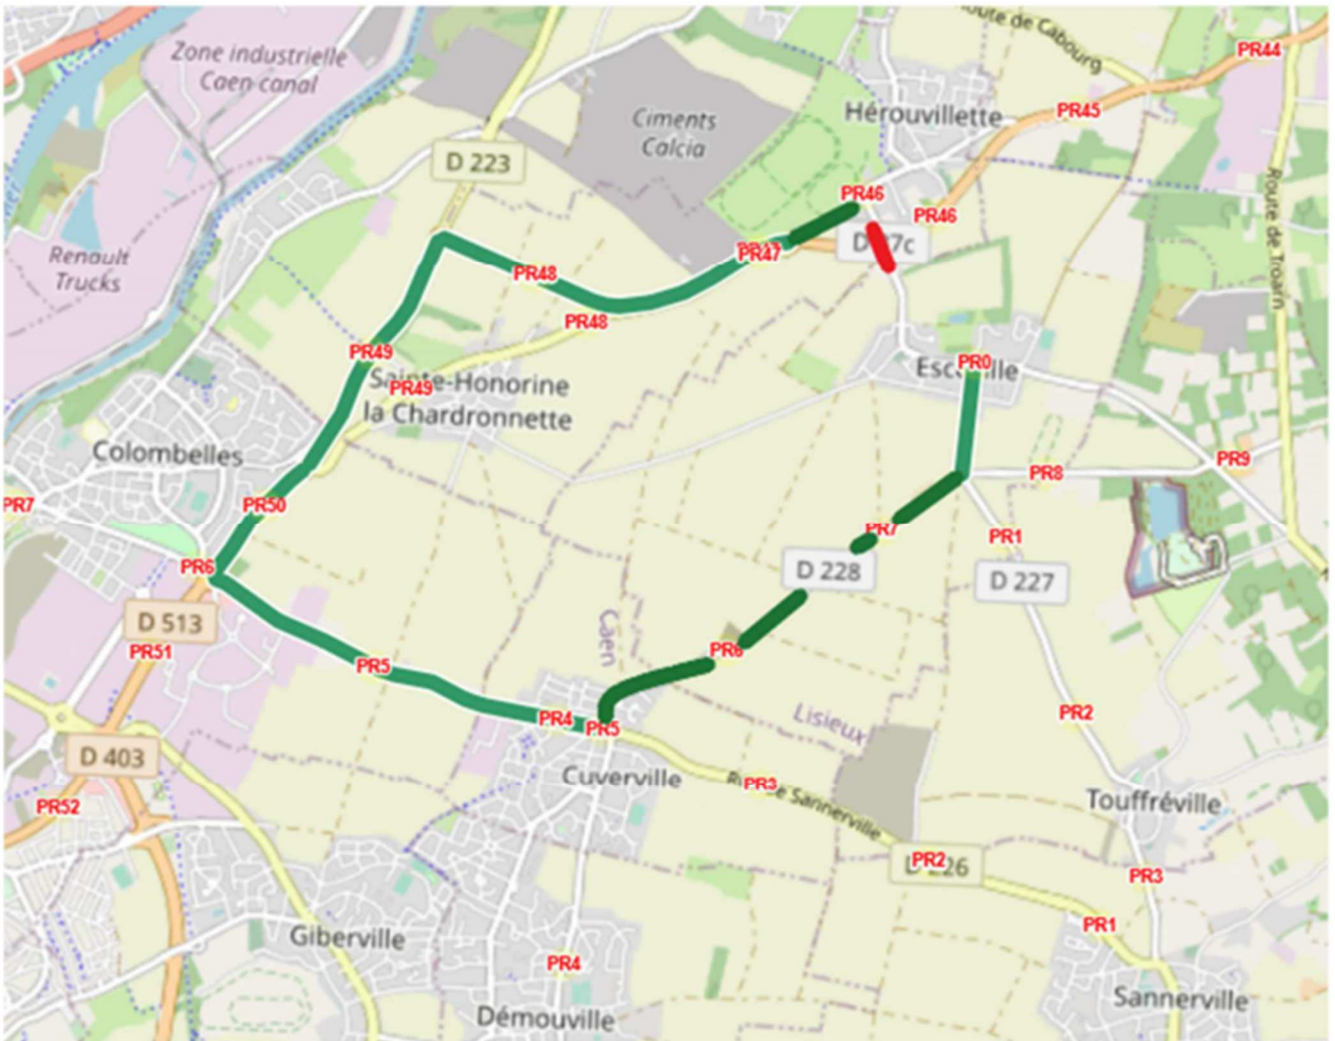 Route de Cabourg
PR44
Zone industrielle
Caen-canal
PR45
Hérouvillette
Ciments
Calcia
D 223
Route de Troarn
PR46
PR46
Renault
Trucks
PR47
PR48
PR48
PR49
PR0
Sainte-Honorine
la Chardronnette
PR49
Colombelles
PR9
PR8
PR7
PR50
PR7
PR1
PR6
D 228
D 227
D 513
Caen
PR51
PR6
PR5
PR4
PR5
PR2
Lisieux
D 403
Cuverville
PR3
Sannerville
PR52
Touffréville
PR2
PR3
PR1
Giberville
PR4
Sannerville
Démouville